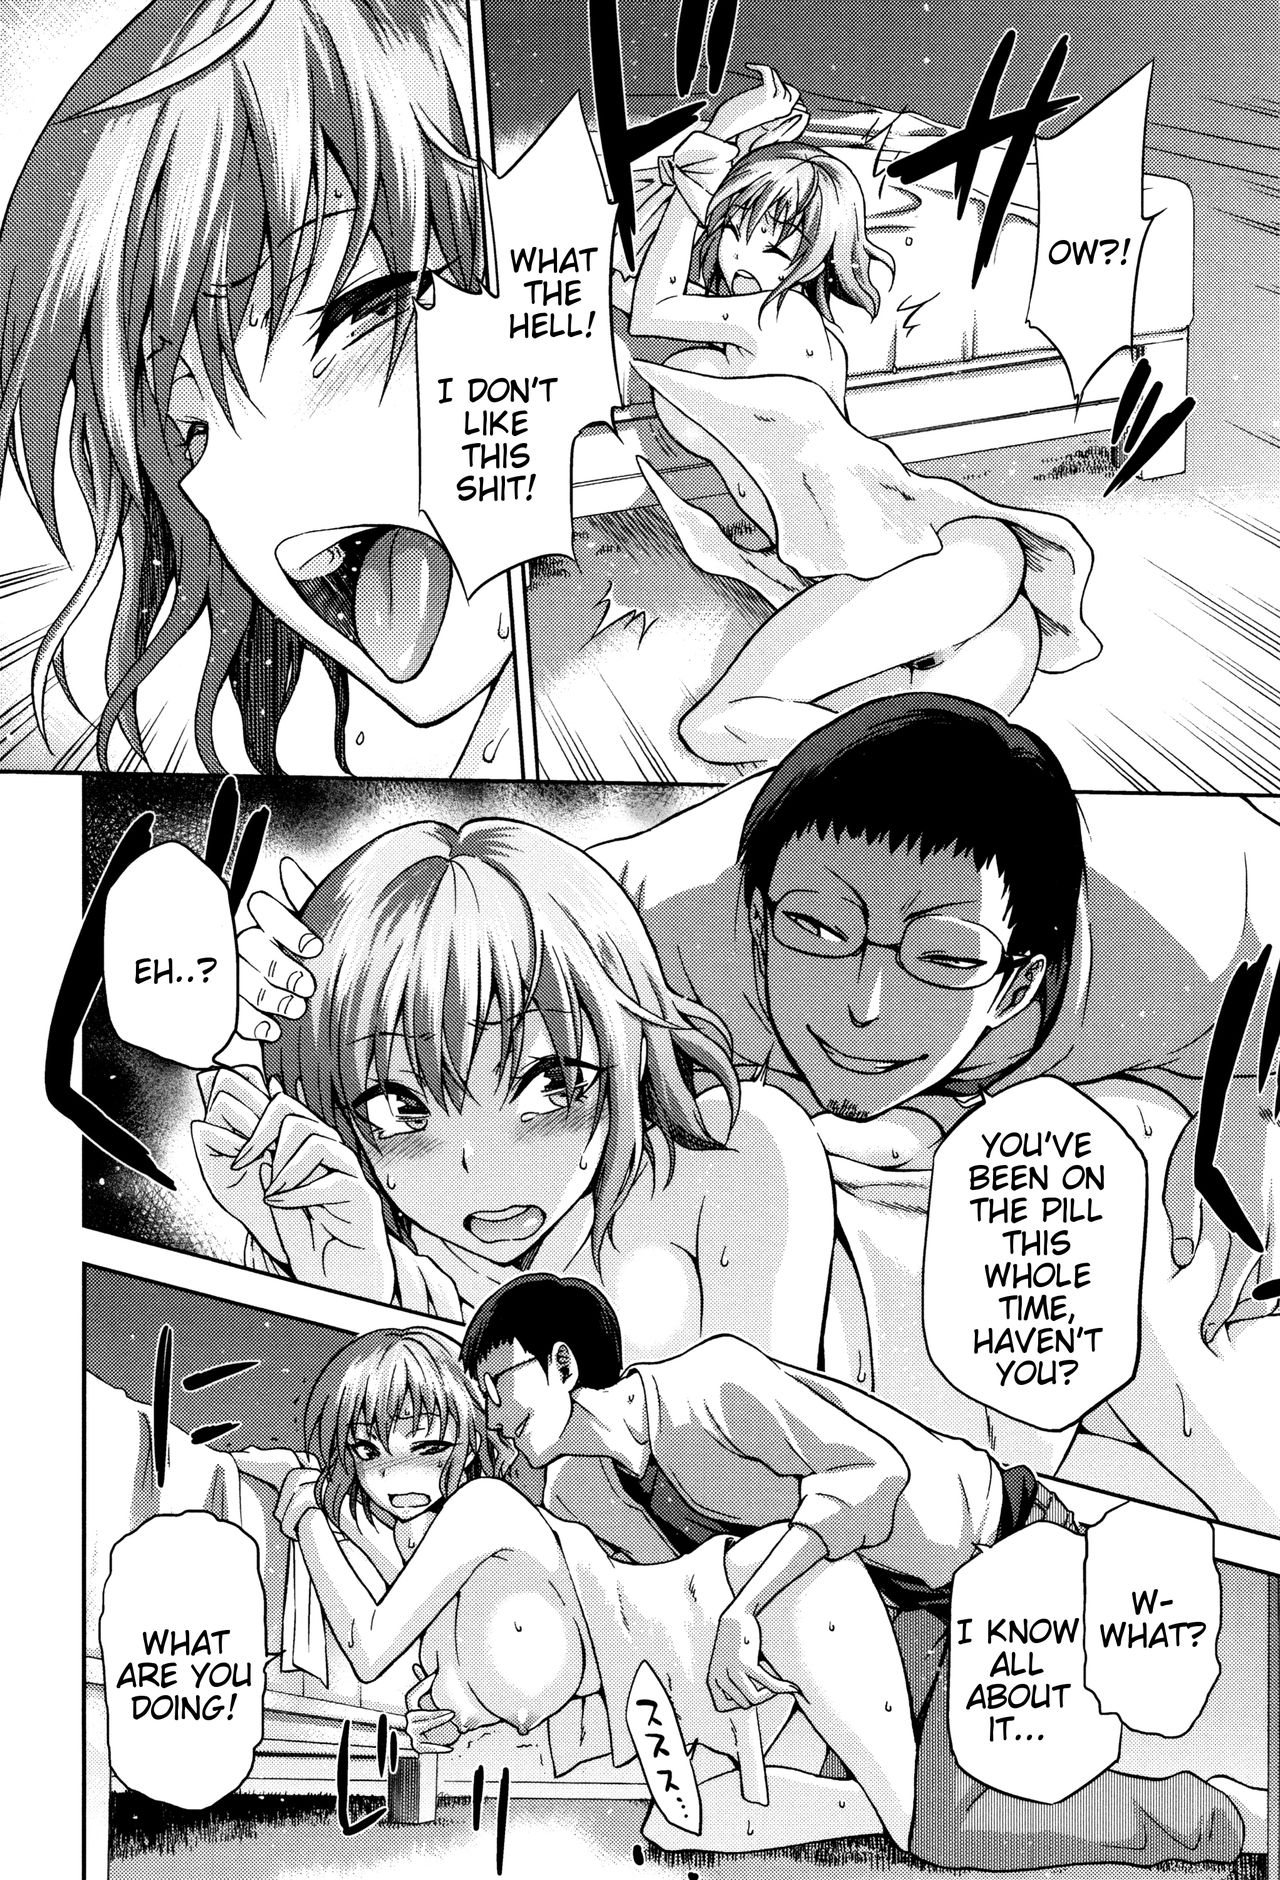 OW?!
WHAT
THE
HELL!
I DON'T
LIKE
THIS
SHIT!
YOU'VE
BEEN ON
THE PILL
THIS
WHOLE
TIME,
HAVEN'T
YOU?
EH..?
W-
WHAT?
I KNOW
ALL
ABOUT
IT...
ススス...
WHAT
ARE YOU
DOING!